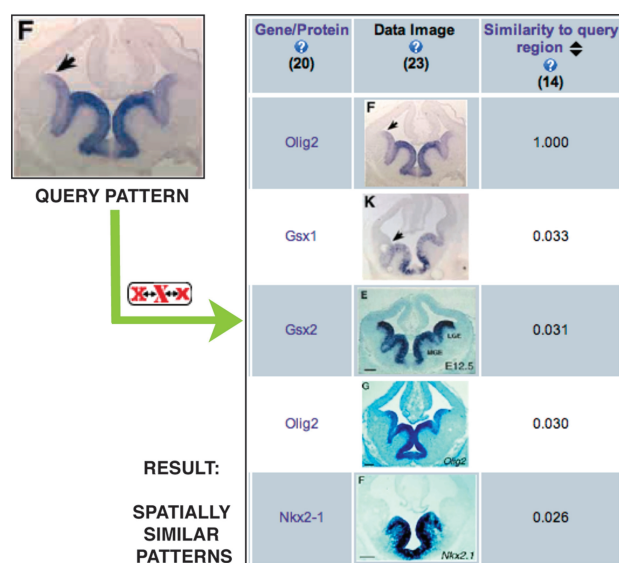 F
QUERY PATTERN
X X X
RESULT:
SPATIALLY
SIMILAR
PATTERNS
Gene/Protein Data Image Similarity to query
region
? ? ?
(20) (23) (14)
Olig2 F 1.000
Gsx1 K 0.033
Gsx2 E LGE MGE E12.5 0.031
Olig2 G Olig2 0.030
Nkx2-1 F Nkx2.1 0.026